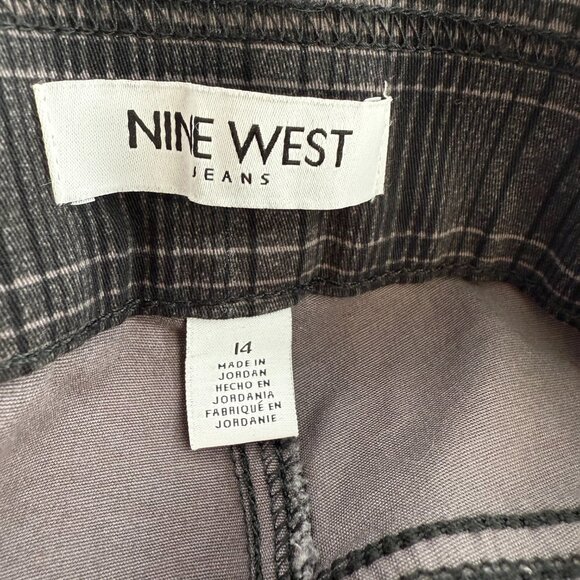 NINE WEST
JEANS
14
MADE IN
JORDAN
HECHO EN
JORDANIA
FABRIQUÉ EN
JORDANIE